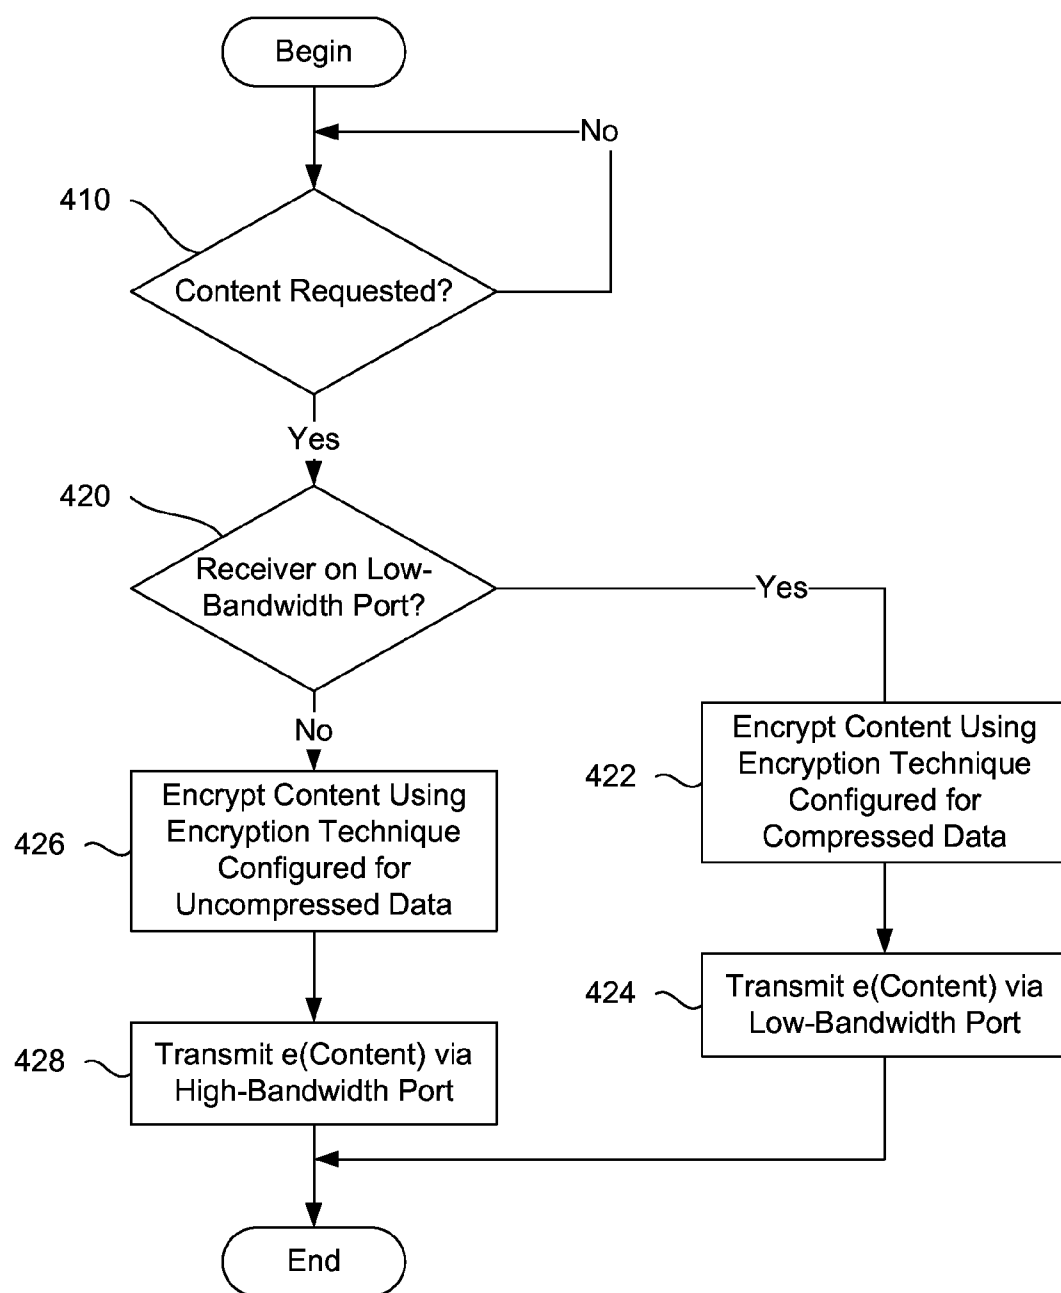 Begin
No
410
Content Requested?
Yes
420
Receiver on Low-
Bandwidth Port?
Yes
No
Encrypt Content Using
Encryption Technique
Configured for
Compressed Data
422
Encrypt Content Using
Encryption Technique
Configured for
Uncompressed Data
426
Transmit e(Content) via
Low-Bandwidth Port
424
Transmit e(Content) via
High-Bandwidth Port
428
End